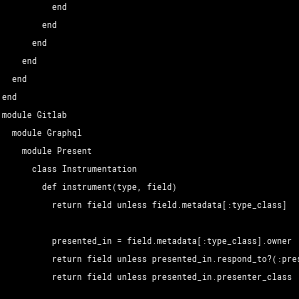 end
end
end
end
end
end
module Gitlab
module Graphql
module Present
class Instrumentation
def instrument(type, field)
return field unless field.metadata[:type_class]
presented_in = field.metadata[:type_class].owner
return field unless presented_in.respond_to?(:pres
return field unless presented_in.presenter_class